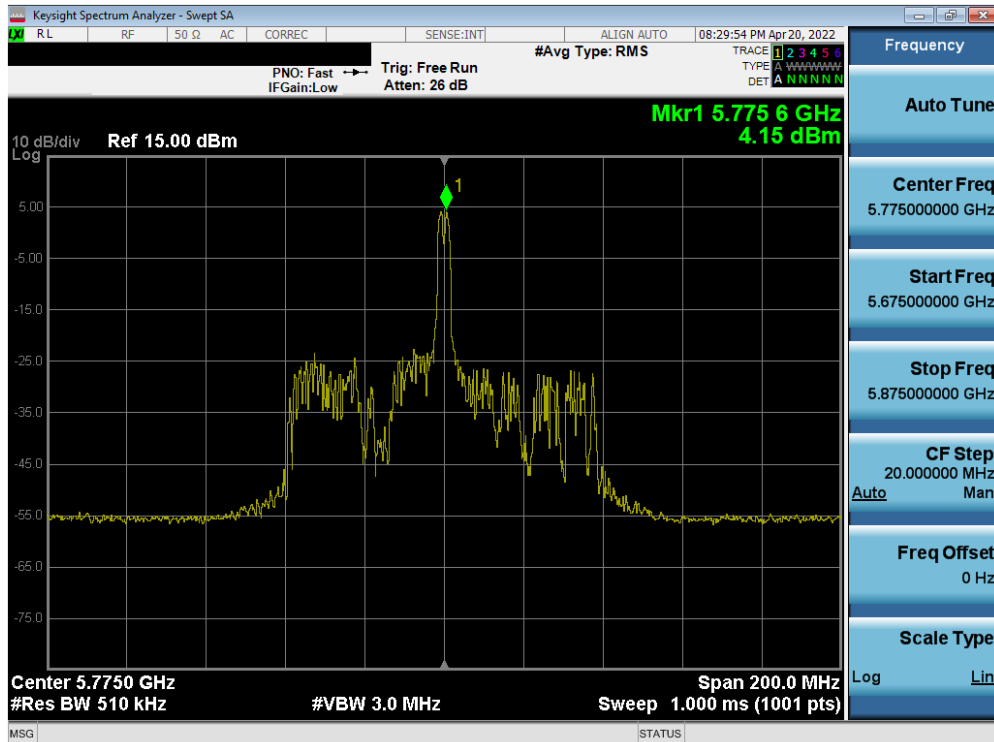 Keysight Spectrum Analyzer - Swept SA
LXI RL RF 50 Ω AC CORREC SENSE:INT ALIGN AUTO 08:29:54 PM Apr 20, 2022
#Avg Type: RMS
TRACE 1 2 3 4 5 6
PNO: Fast Trig: Free Run
TYPE A WWWWW
IFGain:Low Atten: 26 dB
DET A N N N N N
Mkr1 5.775 6 GHz
4.15 dBm
10 dB/div Ref 15.00 dBm
Log
1
5.00
-5.00
-15.0
-25.0
-35.0
-45.0
-55.0
-65.0
-75.0
Center 5.7750 GHz Span 200.0 MHz
#Res BW 510 kHz #VBW 3.0 MHz Sweep 1.000 ms (1001 pts)
MSG STATUS
Frequency
Auto Tune
Center Freq
5.775000000 GHz
Start Freq
5.675000000 GHz
Stop Freq
5.875000000 GHz
CF Step
20.000000 MHz
Auto Man
Freq Offset
0 Hz
Scale Type
Log Lin